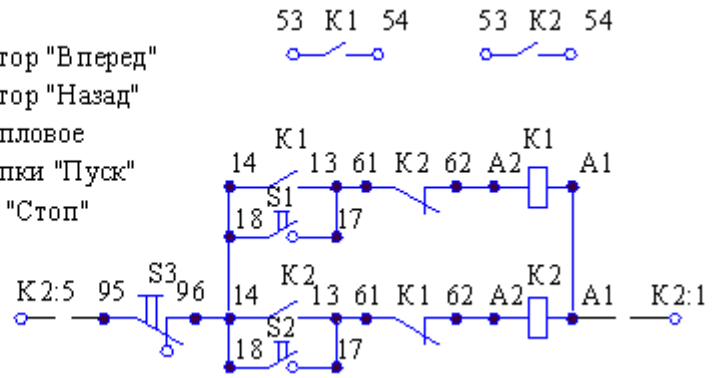 53 K1 54 53 K2 54
тор "Вперед"
тор "Назад"
пловое
пки "Пуск"
"Стоп"
K1 K1
14 13 61 K2 62 A2 A1
S1
18 17
K2:5 95 S3 96 14 K2 13 61 K1 62 A2 K2 A1 K2:1
S2
18 17